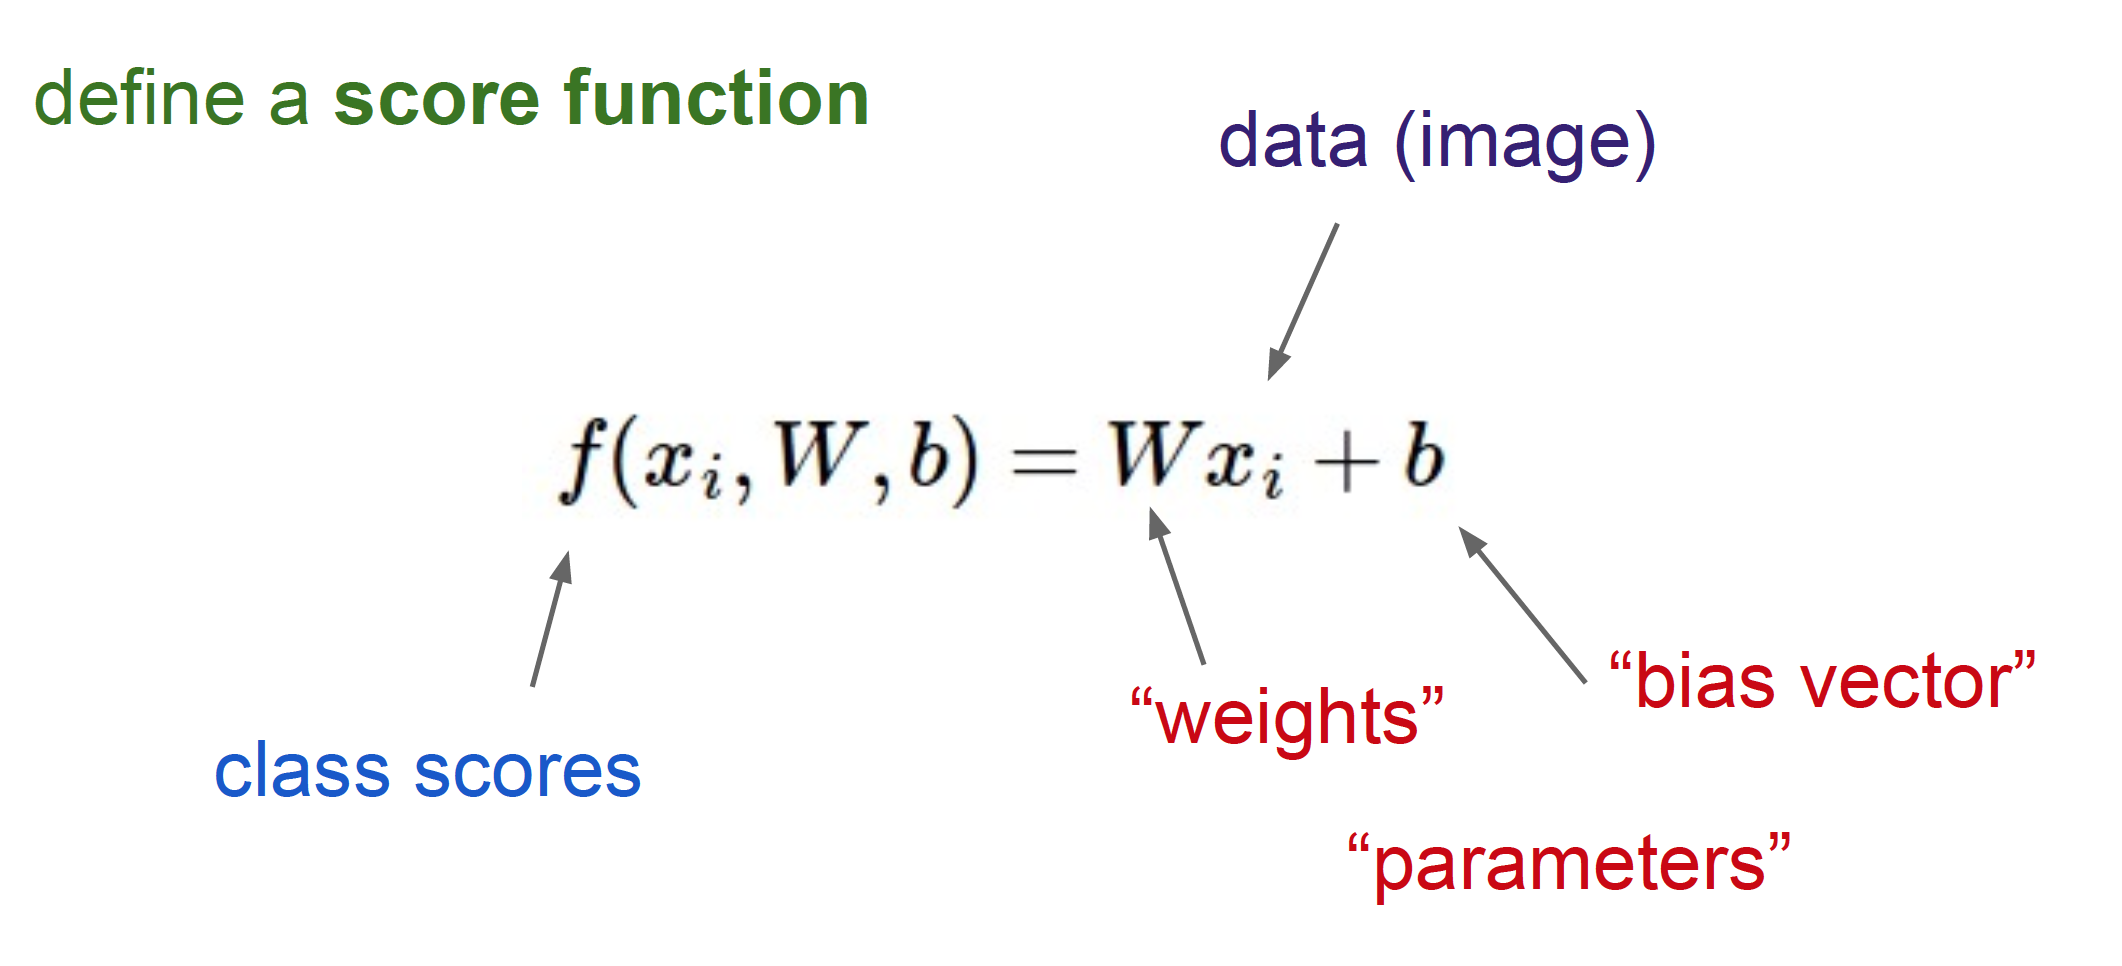 define a score function
data (image)
f(x_i, W, b) = Wx_i + b
“weights”
“bias vector”
class scores
“parameters”